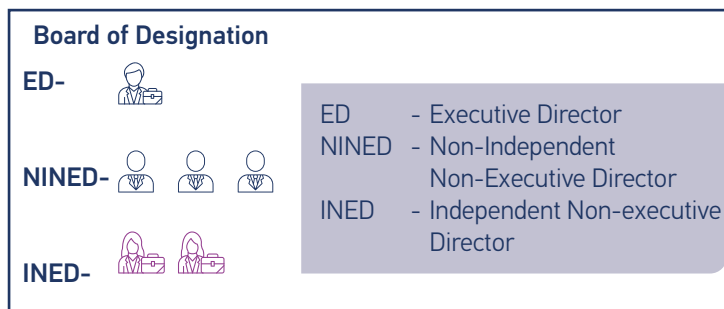 Board of Designation
ED-
NINED-
INED-
ED - Executive Director
NINED - Non-Independent
Non-Executive Director
INED - Independent Non-executive
Director